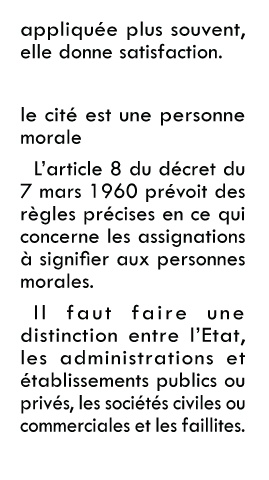 appliquée plus souvent,
elle donne satisfaction.
le cité est une personne
morale
L’article 8 du décret du
7 mars 1960 prévoit des
règles précises en ce qui
concerne les assignations
à signifier aux personnes
morales.
Il faut faire une
distinction entre l’Etat,
les administrations et
établissements publics ou
privés, les sociétés civiles ou
commerciales et les faillites.